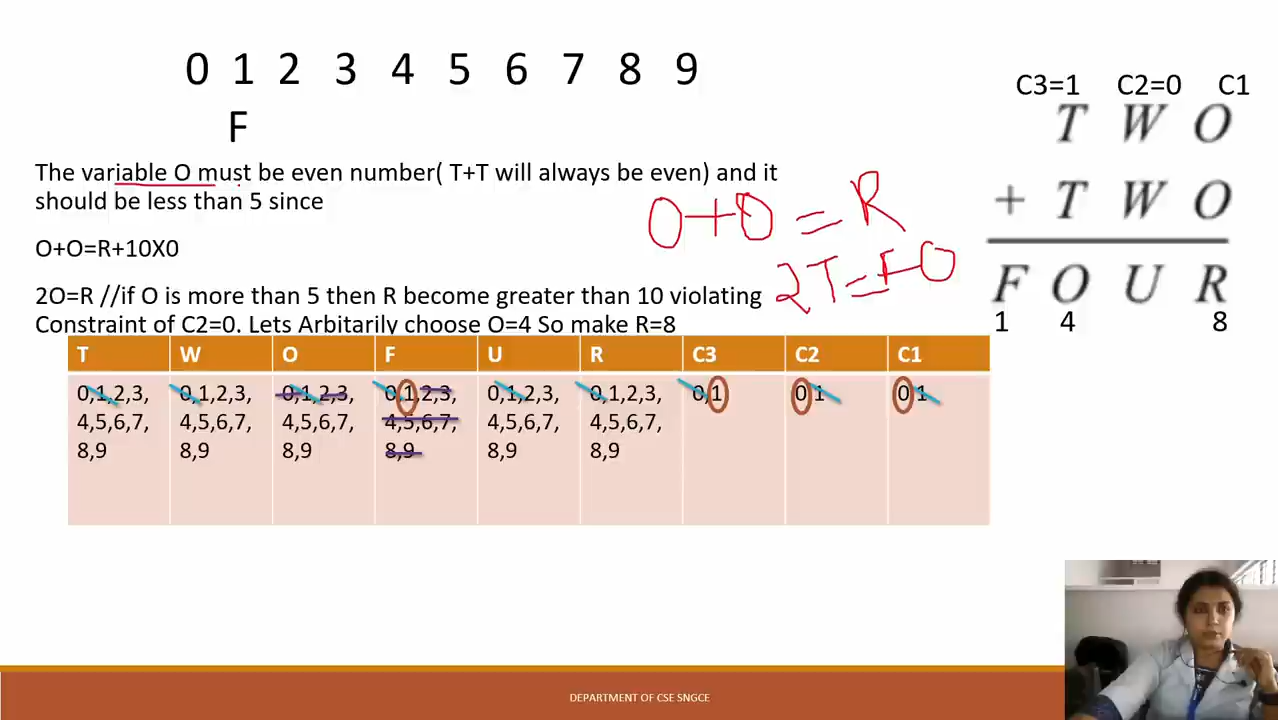 0 1 2 3 4 5 6 7 8 9
F
C3=1 C2=0 C1
T W O
+ T W O
F O U R
1 4 8
The variable O must be even number( T+T will always be even) and it
should be less than 5 since
O+O=R+10X0
2O=R //if O is more than 5 then R become greater than 10 violating
Constraint of C2=0. Lets Arbitarily choose O=4 So make R=8
O+O=R
2T=FO
T W O F U R C3 C2 C1
0,1,2,3, 0,1,2,3, 0,1,2,3, 0,1,2,3, 0,1,2,3, 0,1,2,3, 0,1 0 1 0 1
4,5,6,7, 4,5,6,7, 4,5,6,7, 4,5,6,7, 4,5,6,7, 4,5,6,7,
8,9 8,9 8,9 8,9 8,9 8,9
DEPARTMENT OF CSE SNGCE